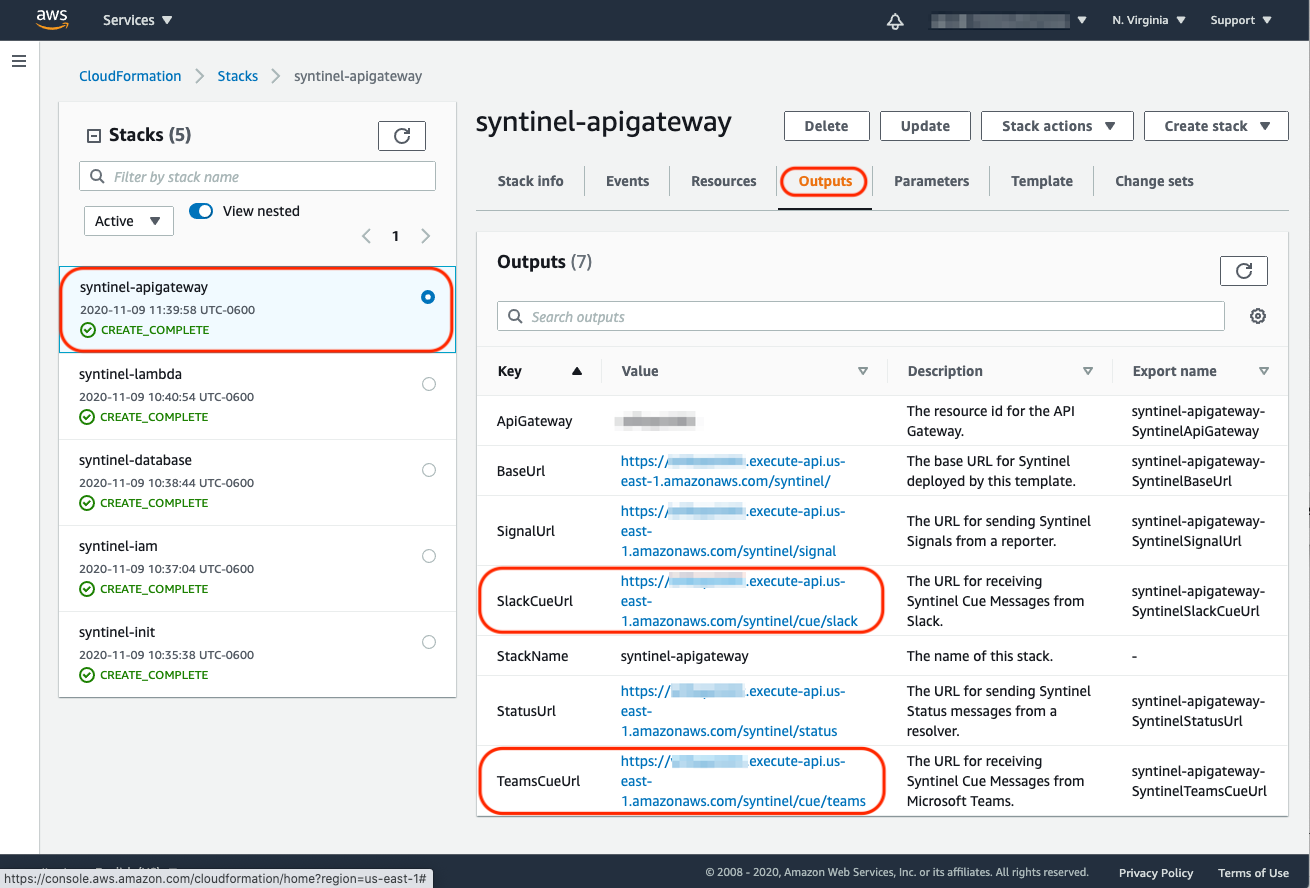 aws
Services
N. Virginia
Support
CloudFormation
Stacks
syntinel-apigateway
Stacks (5)
Filter by stack name
Active
View nested
1
syntinel-apigateway
2020-11-09 11:39:58 UTC-0600
CREATE_COMPLETE
syntinel-lambda
2020-11-09 10:40:54 UTC-0600
CREATE_COMPLETE
syntinel-database
2020-11-09 10:38:44 UTC-0600
CREATE_COMPLETE
syntinel-iam
2020-11-09 10:37:04 UTC-0600
CREATE_COMPLETE
syntinel-init
2020-11-09 10:35:38 UTC-0600
CREATE_COMPLETE
syntinel-apigateway
Delete
Update
Stack actions
Create stack
Stack info
Events
Resources
Outputs
Parameters
Template
Change sets
Outputs (7)
Search outputs
Key
Value
Description
Export name
ApiGateway
The resource id for the API
Gateway.
syntinel-apigateway-
SyntinelApiGateway
BaseUrl
https:// .execute-api.us-
east-1.amazonaws.com/syntinel/
The base URL for Syntinel
deployed by this template.
syntinel-apigateway-
SyntinelBaseUrl
SignalUrl
https:// .execute-api.us-
east-
1.amazonaws.com/syntinel/signal
The URL for sending Syntinel
Signals from a reporter.
syntinel-apigateway-
SyntinelSignalUrl
SlackCueUrl
https:// .execute-api.us-
east-
1.amazonaws.com/syntinel/cue/slack
The URL for receiving
Syntinel Cue Messages from
Slack.
syntinel-apigateway-
SyntinelSlackCueUrl
StackName
syntinel-apigateway
The name of this stack.
-
StatusUrl
https:// .execute-api.us-
east-
1.amazonaws.com/syntinel/status
The URL for sending Syntinel
Status messages from a
resolver.
syntinel-apigateway-
SyntinelStatusUrl
TeamsCueUrl
https:// .execute-api.us-
east-
1.amazonaws.com/syntinel/cue/teams
The URL for receiving
Syntinel Cue Messages from
Microsoft Teams.
syntinel-apigateway-
SyntinelTeamsCueUrl
© 2008 - 2020, Amazon Web Services, Inc. or its affiliates. All rights reserved.
Privacy Policy
Terms of Use
https://console.aws.amazon.com/cloudformation/home?region=us-east-1#